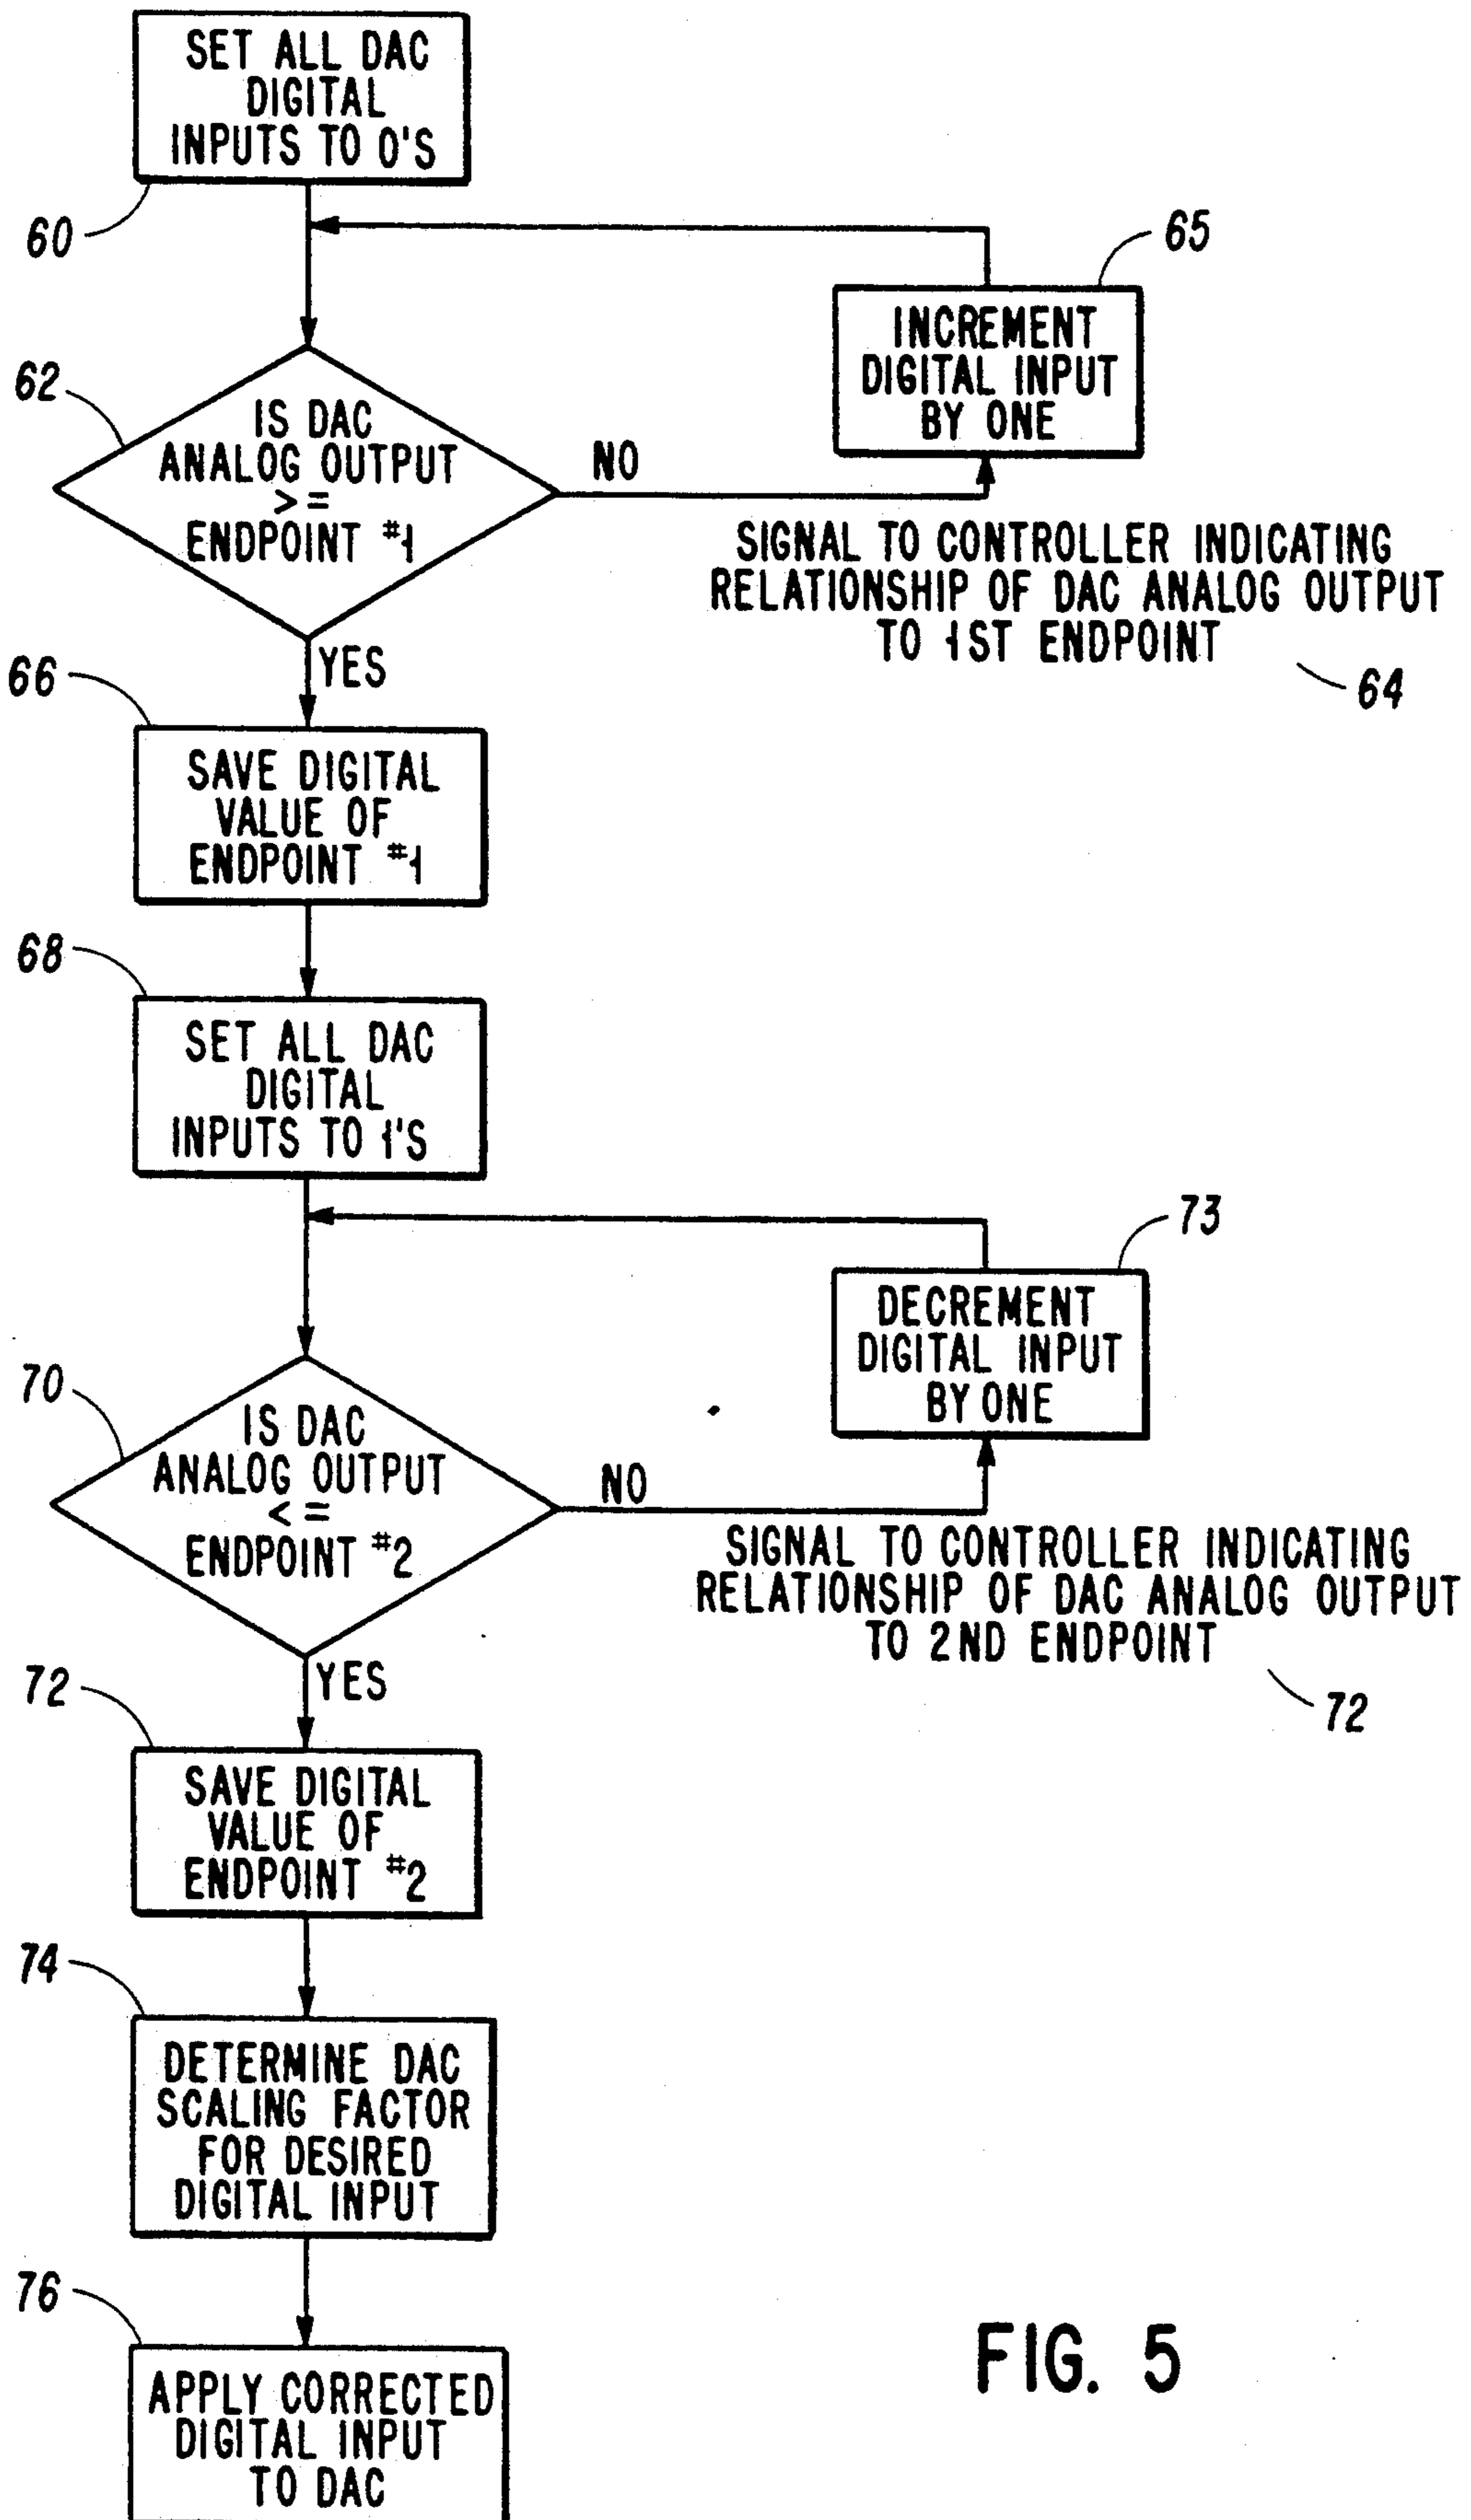 SET ALL DAC
DIGITAL
INPUTS TO 0'S
60
65
INCREMENT
DIGITAL INPUT
BY ONE
62
IS DAC
ANALOG OUTPUT
>=
ENDPOINT #1
NO
SIGNAL TO CONTROLLER INDICATING
RELATIONSHIP OF DAC ANALOG OUTPUT
TO 1ST ENDPOINT
64
YES
66
SAVE DIGITAL
VALUE OF
ENDPOINT #1
68
SET ALL DAC
DIGITAL
INPUTS TO 1'S
73
DECREMENT
DIGITAL INPUT
BY ONE
70
IS DAC
ANALOG OUTPUT
<=
ENDPOINT #2
NO
SIGNAL TO CONTROLLER INDICATING
RELATIONSHIP OF DAC ANALOG OUTPUT
TO 2ND ENDPOINT
72
YES
72
SAVE DIGITAL
VALUE OF
ENDPOINT #2
74
DETERMINE DAC
SCALING FACTOR
FOR DESIRED
DIGITAL INPUT
76
APPLY CORRECTED
DIGITAL INPUT
TO DAC
FIG. 5